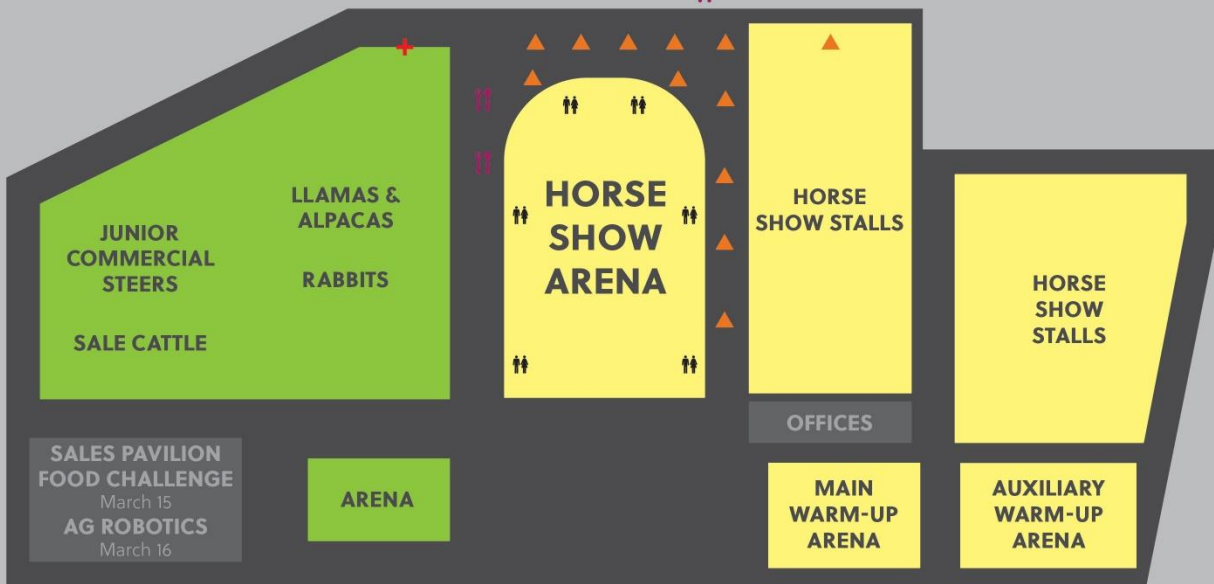 LLAMAS &
ALPACAS
JUNIOR
COMMERCIAL
STEERS
RABBITS
SALE CATTLE
HORSE
SHOW
ARENA
HORSE
SHOW STALLS
HORSE
SHOW
STALLS
OFFICES
SALES PAVILION
FOOD CHALLENGE
March 15
AG ROBOTICS
March 16
ARENA
MAIN
WARM-UP
ARENA
AUXILIARY
WARM-UP
ARENA